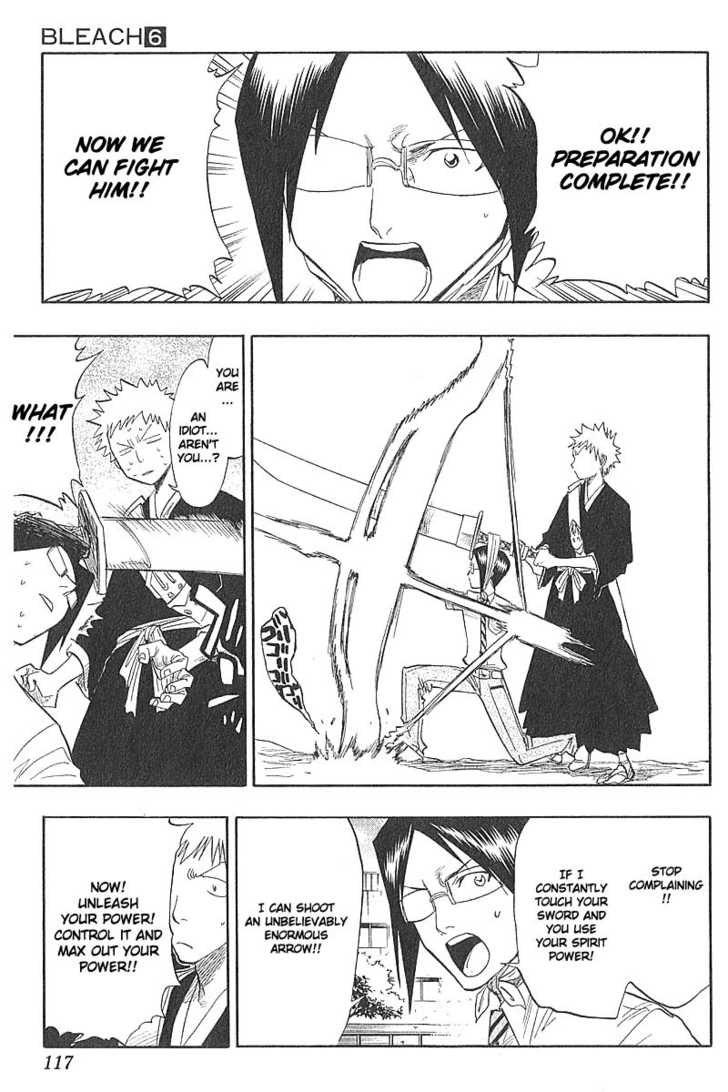 BLEACH 6
OK!!
PREPARATION
COMPLETE!!
NOW WE
CAN FIGHT
HIM!!
YOU
ARE
...
AN
IDIOT...
AREN'T
YOU...?
WHAT
!!!
STOP
COMPLAINING
!!
IF I
CONSTANTLY
TOUCH YOUR
SWORD AND
YOU USE
YOUR SPIRIT
POWER!
I CAN SHOOT
AN UNBELIEVABLY
ENORMOUS
ARROW!!
NOW!
UNLEASH
YOUR POWER!
CONTROL IT AND
MAX OUT YOUR
POWER!!
117